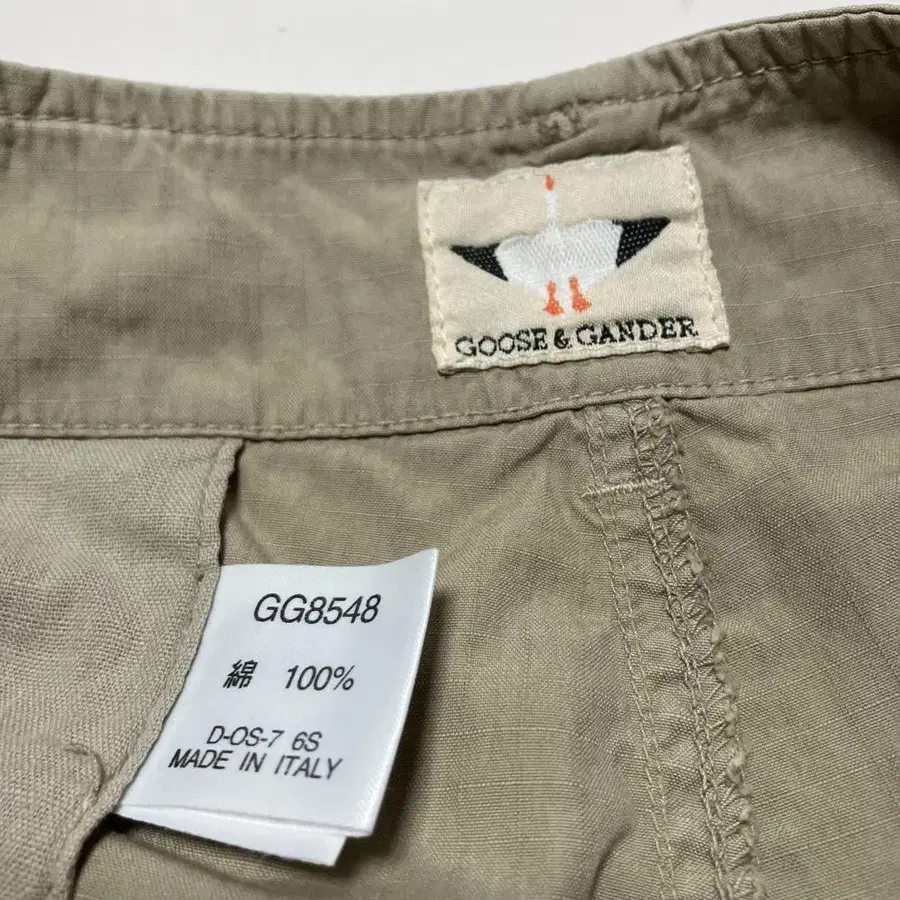 GOOSE & GANDER
GG8548
綿 100%
D-OS-7 6S
MADE IN ITALY